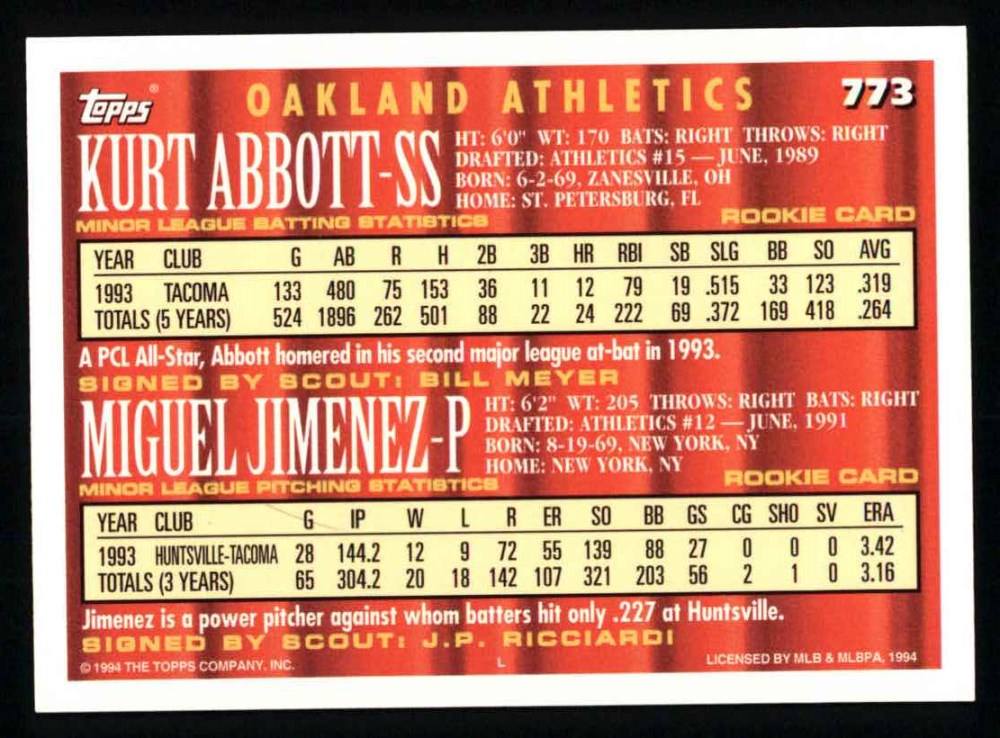 Topps® OAKLAND ATHLETICS 773
KURT ABBOTT-SS
HT: 6'0" WT: 170 BATS: RIGHT THROWS: RIGHT
DRAFTED: ATHLETICS #15 — JUNE, 1989
BORN: 6-2-69, ZANESVILLE, OH
HOME: ST. PETERSBURG, FL
MINOR LEAGUE BATTING STATISTICS ROOKIE CARD
YEAR CLUB G AB R H 2B 3B HR RBI SB SLG BB SO AVG
1993 TACOMA 133 480 75 153 36 11 12 79 19 .515 33 123 .319
TOTALS (5 YEARS) 524 1896 262 501 88 22 24 222 69 .372 169 418 .264
A PCL All-Star, Abbott homered in his second major league at-bat in 1993.
SIGNED BY SCOUT: BILL MEYER
MIGUEL JIMENEZ-P
HT: 6'2" WT: 205 THROWS: RIGHT BATS: RIGHT
DRAFTED: ATHLETICS #12 — JUNE, 1991
BORN: 8-19-69, NEW YORK, NY
HOME: NEW YORK, NY
MINOR LEAGUE PITCHING STATISTICS ROOKIE CARD
YEAR CLUB G IP W L R ER SO BB GS CG SHO SV ERA
1993 HUNTSVILLE-TACOMA 28 144.2 12 9 72 55 139 88 27 0 0 0 3.42
TOTALS (3 YEARS) 65 304.2 20 18 142 107 321 203 56 2 1 0 3.16
Jimenez is a power pitcher against whom batters hit only .227 at Huntsville.
SIGNED BY SCOUT: J.P. RICCIARDI
© 1994 THE TOPPS COMPANY, INC. L LICENSED BY MLB & MLBPA, 1994